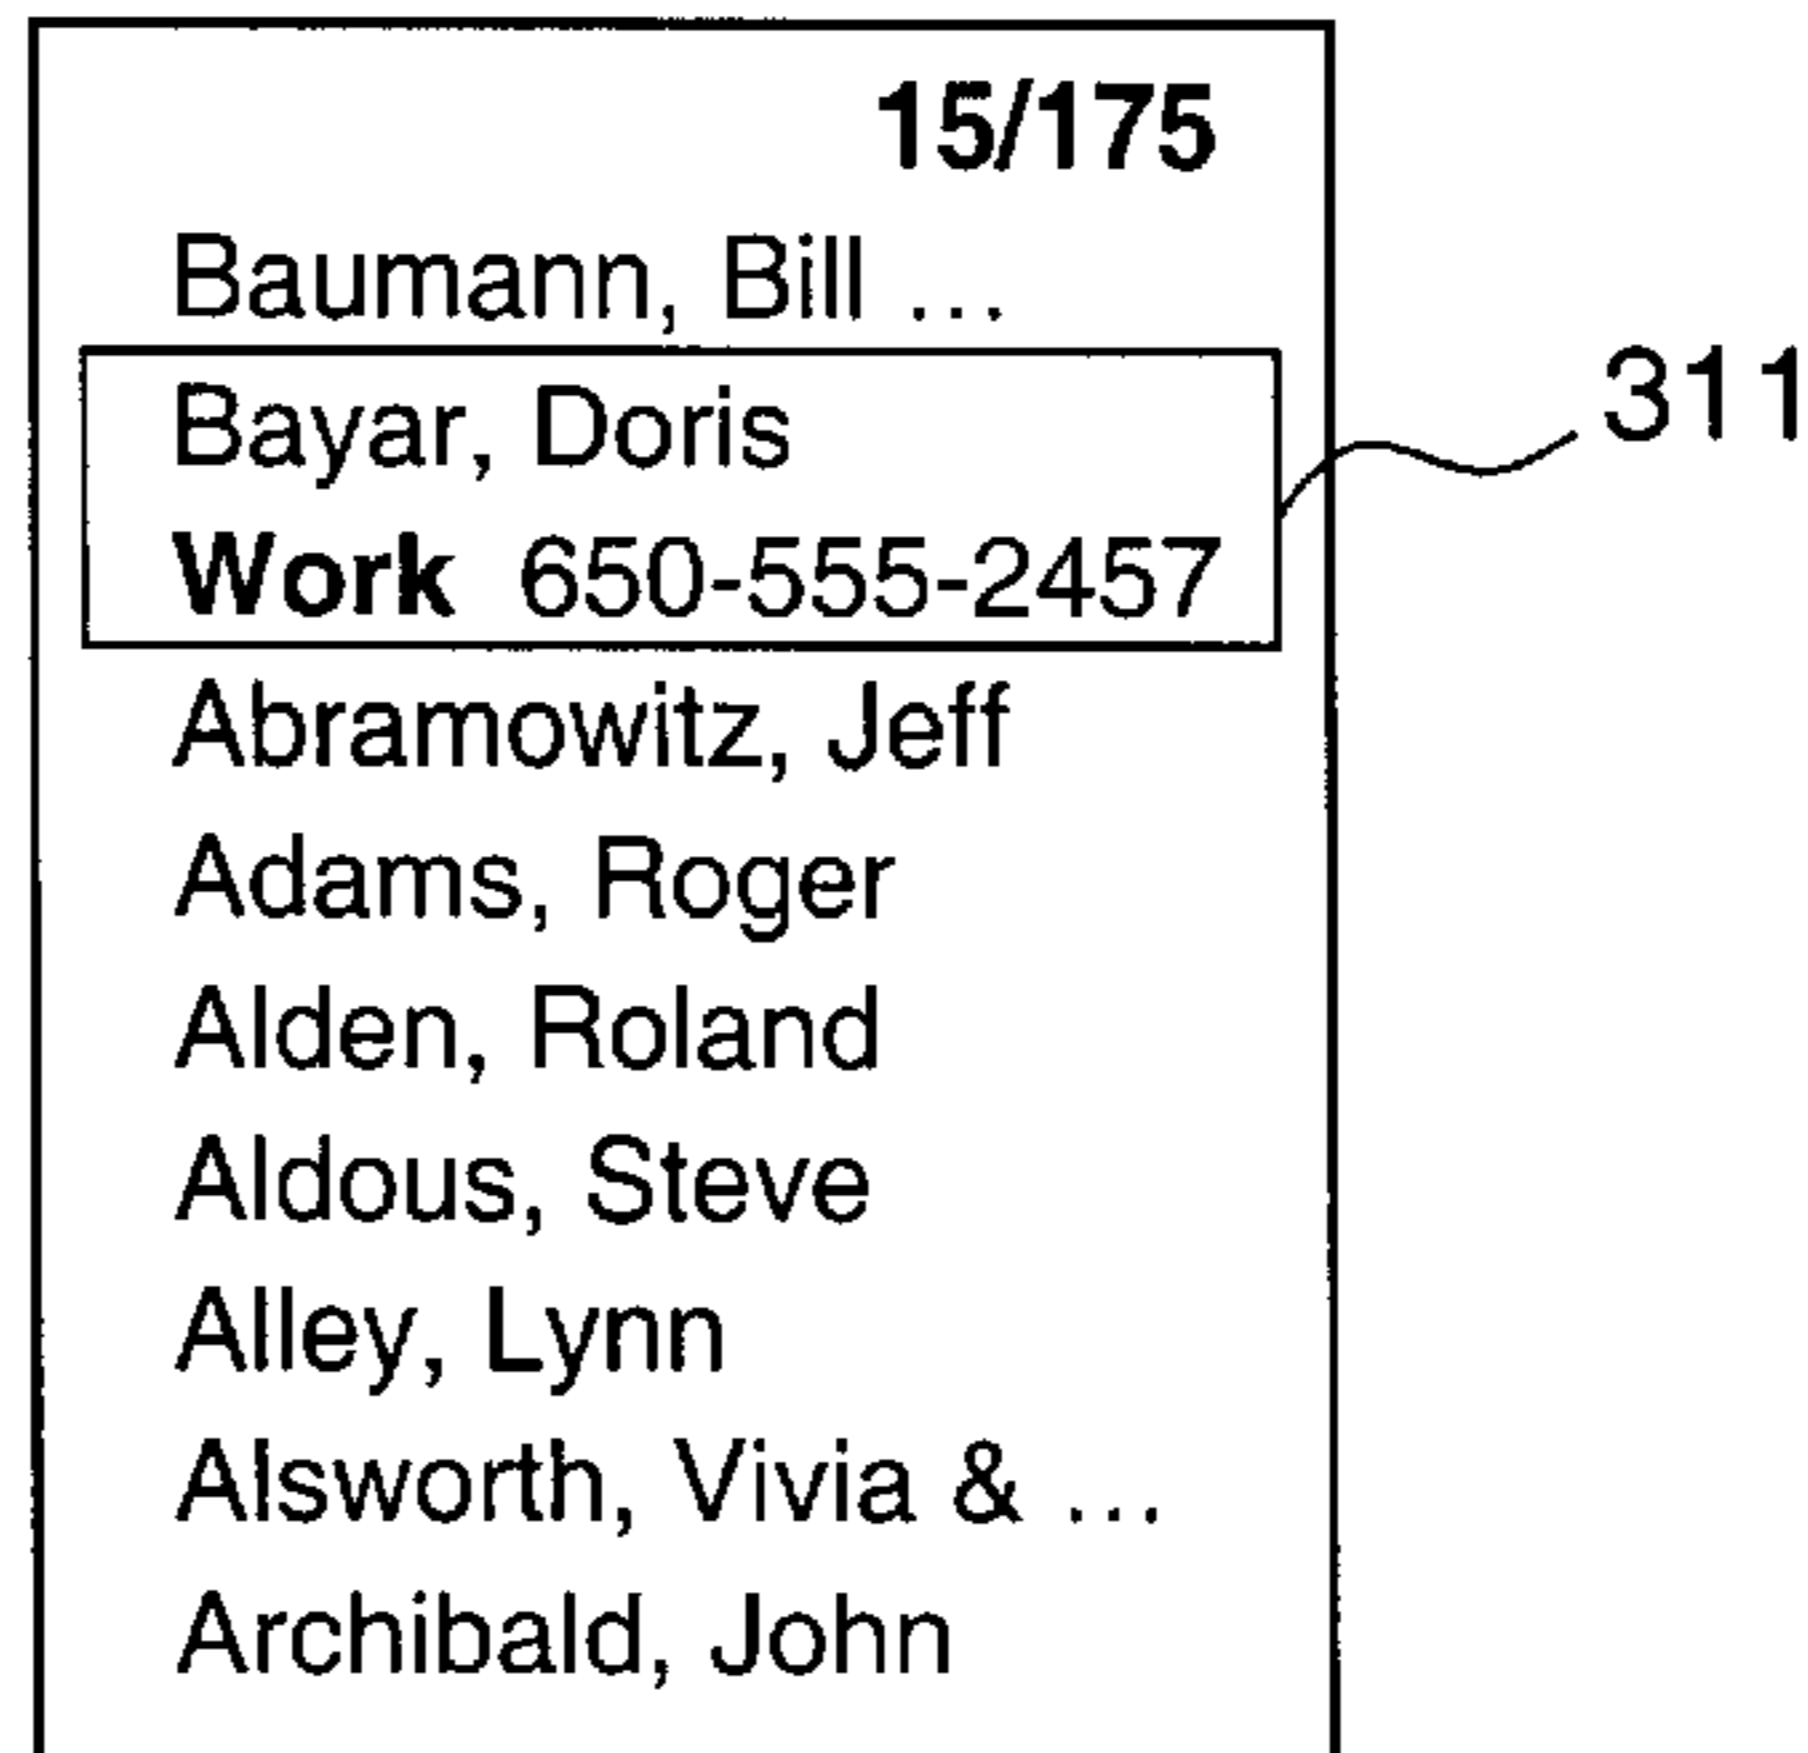 15/175
Baumann, Bill ...
Bayar, Doris
311
Work 650-555-2457
Abramowitz, Jeff
Adams, Roger
Alden, Roland
Aldous, Steve
Alley, Lynn
Alsworth, Vivia & ...
Archibald, John